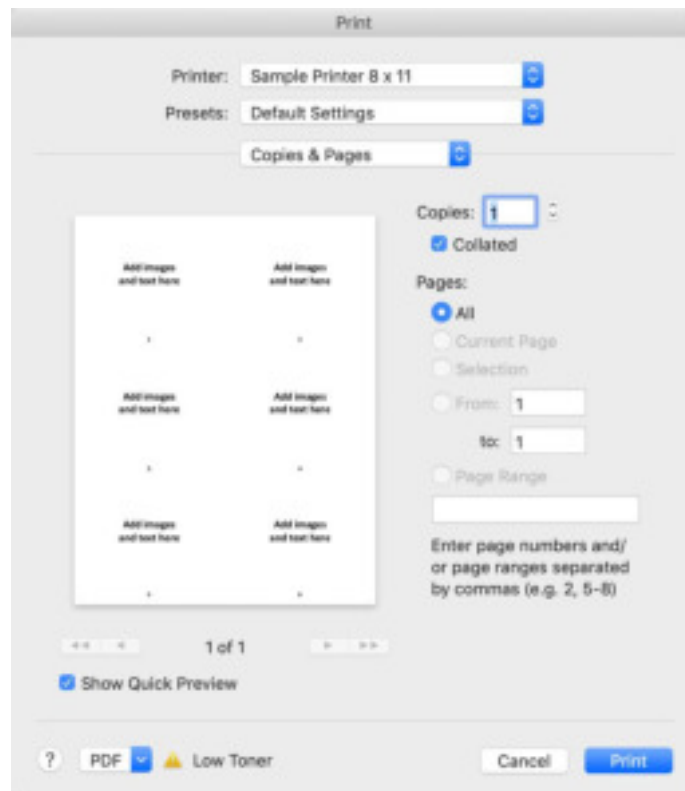 Print
Printer: Sample Printer 8 x 11
Presets: Default Settings
Copies & Pages
Copies: 1
Collated
Pages:
All
Current Page
Selection
From: 1
to: 1
Page Range
Enter page numbers and/
or page ranges separated
by commas (e.g. 2, 5-8)
Add images Add images
and text here and text here
Add images Add images
and text here and text here
Add images Add images
and text here and text here
1 of 1
Show Quick Preview
? PDF Low Toner Cancel Print